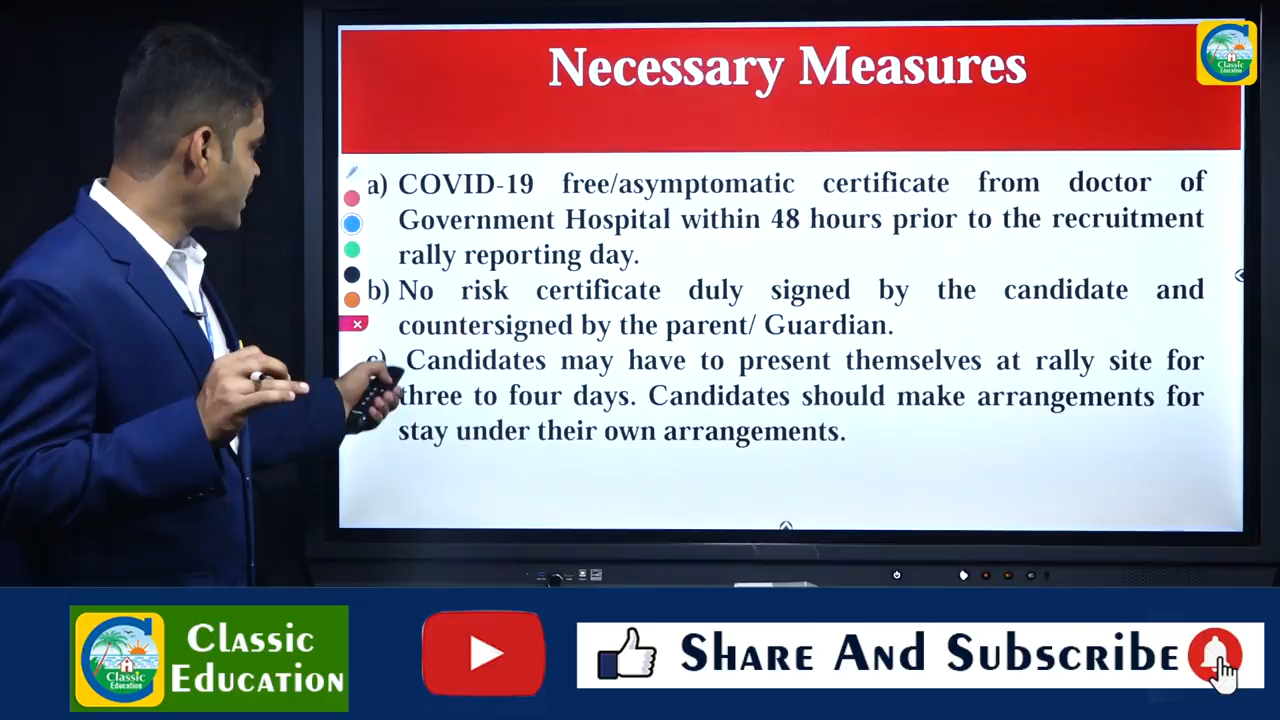 Necessary Measures
Classic
Education
a) COVID-19 free/asymptomatic certificate from doctor of
Government Hospital within 48 hours prior to the recruitment
rally reporting day.
b) No risk certificate duly signed by the candidate and
countersigned by the parent/ Guardian.
c) Candidates may have to present themselves at rally site for
three to four days. Candidates should make arrangements for
stay under their own arrangements.
Classic
Education
Classic
Education
Share And Subscribe